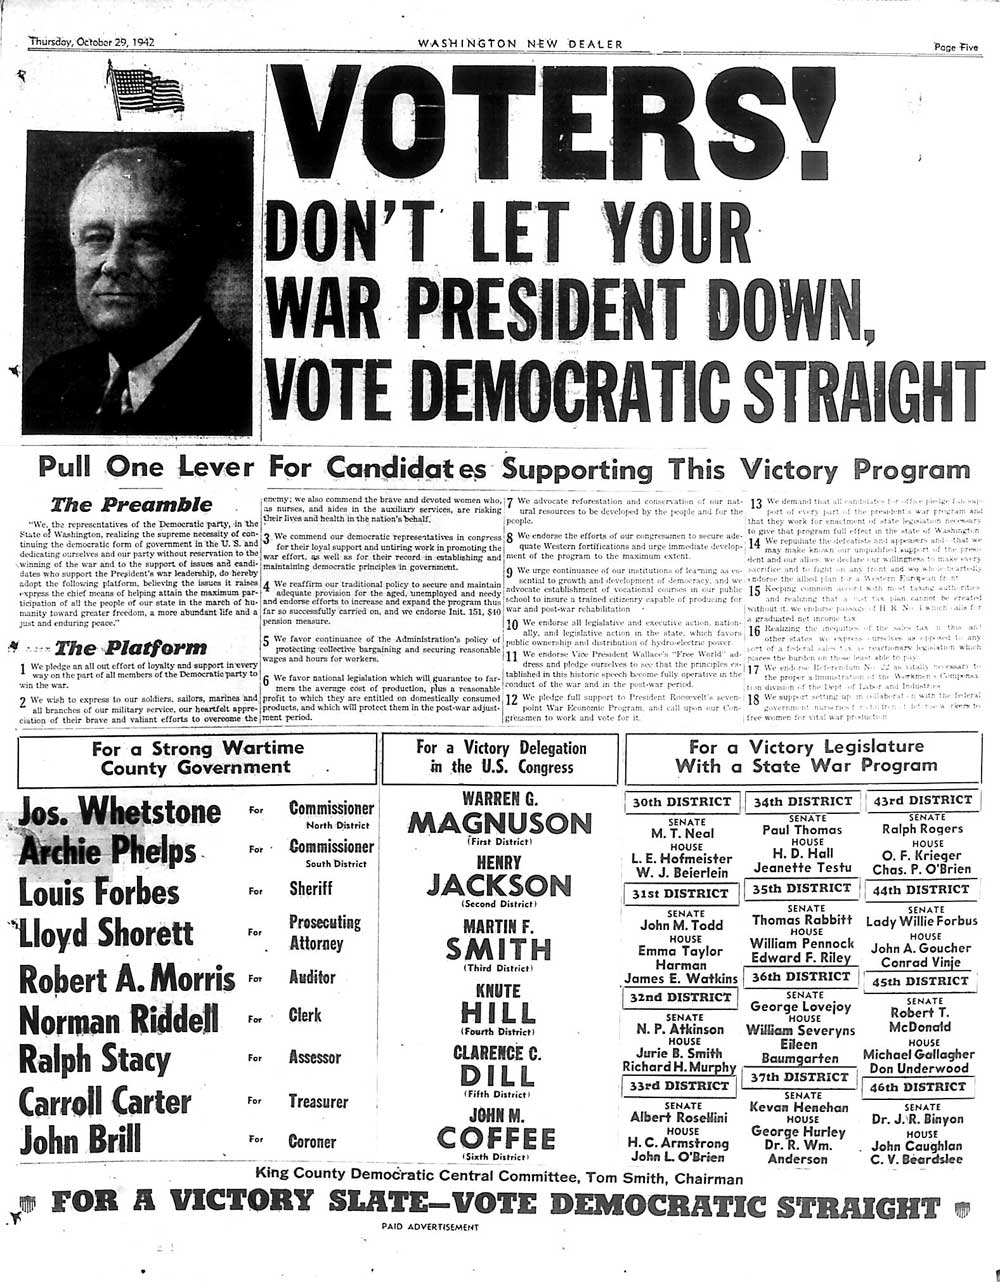 Thursday, October 29, 1942
WASHINGTON NEW DEALER
Page Five
VOTERS!
DON'T LET YOUR
WAR PRESIDENT DOWN,
VOTE DEMOCRATIC STRAIGHT
Pull One Lever For Candidates Supporting This Victory Program
The Preamble
"We, the representatives of the Democratic party, in the
State of Washington, realizing the supreme necessity of con-
tinuing the democratic form of government in the U. S. and
dedicating ourselves and our party without reservation to the
winning of the war and to the support of issues and candi-
dates who support the President's war leadership, do hereby
adopt the following platform, believing the issues it raises
express the chief means of helping attain the maximum par-
ticipation of all the people of our state in the march of hu-
manity toward greater freedom, a more abundant life and a
just and enduring peace."
The Platform
1 We pledge an all out effort of loyalty and support in every
way on the part of all members of the Democratic party to
win the war.
2 We wish to express to our soldiers, sailors, marines and
all branches of our military service, our heartfelt appre-
ciation of their brave and valiant efforts to overcome the
enemy; we also commend the brave and devoted women who,
as nurses, and aides in the auxiliary services, are risking
their lives and health in the nation's behalf.
3 We commend our democratic representatives in congress
for their loyal support and untiring work in promoting the
war effort, as well as for their record in establishing and
maintaining democratic principles in government.
4 We reaffirm our traditional policy to secure and maintain
adequate provision for the aged, unemployed and needy
and endorse efforts to increase and expand the program thus
far so successfully carried on, and we endorse Init. 151, $40
pension measure.
5 We favor continuance of the Administration's policy of
protecting collective bargaining and securing reasonable
wages and hours for workers.
6 We favor national legislation which will guarantee to far-
mers the average cost of production, plus a reasonable
profit to which they are entitled on domestically consumed
products, and which will protect them in the post-war adjust-
ment period.
7 We advocate reforestation and conservation of our nat-
ural resources to be developed by the people and for the
people.
8 We endorse the efforts of our congressmen to secure ade-
quate Western fortifications and urge immediate develop-
ment of the program to the maximum extent.
9 We urge continuance of our institutions of learning as es-
sential to growth and development of democracy, and we
advocate establishment of vocational courses in our public
school to insure a trained citizenry capable of producing for
war and post-war rehabilitation
10 We endorse all legislative and executive action, nation-
ally, and legislative action in the state, which favors
public ownership and distribution of hydro-electric power.
11 We endorse Vice President Wallace's "Free World" ad-
dress and pledge ourselves to see that the principles es-
tablished in this historic speech become fully operative in the
conduct of the war and in the post-war period.
12 We pledge full support to President Roosevelt's seven-
point War Economic Program, and call upon our Con-
gressmen to work and vote for it.
13 We demand that all candidates for office pledge full sup-
port of every part of the president's war program and
that they work for enactment of state legislation necessary
to give that program full effect in the state of Washington
14 We repudiate the defeatists and appeasers and that we
may make known our unqualified support of the presi-
dent and our allies, we declare our willingness to make every
sacrifice and to fight on any front and we whole heartedly
endorse the allied plan for a Western European front
15 Keeping common accord with most taxing authorities
and realizing that a just tax plan cannot be created
without it, we endorse passage of H. R. No. 1 which calls for
a graduated net income tax
16 Realizing the inequities of the sales tax in this and
other states we express ourselves as opposed to any
sort of a federal sales tax as reactionary legislation which
places the burden on those least able to pay
17 We endorse Referendum No. 22 as vitally necessary to
the proper administration of the Workmen's Compensa-
tion division of the Dept. of Labor and Industries
18 We support setting up in collaboration with the federal
government nurseries for children of defense workers to
free women for vital war production
For a Strong Wartime
County Government
Jos. Whetstone For Commissioner
North District
Archie Phelps For Commissioner
South District
Louis Forbes For Sheriff
Lloyd Shorett For Prosecuting
Attorney
Robert A. Morris For Auditor
Norman Riddell For Clerk
Ralph Stacy For Assessor
Carroll Carter For Treasurer
John Brill For Coroner
For a Victory Delegation
in the U.S. Congress
WARREN G.
MAGNUSON
(First District)
HENRY
JACKSON
(Second District)
MARTIN F.
SMITH
(Third District)
KNUTE
HILL
(Fourth District)
CLARENCE C.
DILL
(Fifth District)
JOHN M.
COFFEE
(Sixth District)
For a Victory Legislature
With a State War Program
30th DISTRICT
SENATE
M. T. Neal
HOUSE
L. E. Hofmeister
W. J. Beierlein
31st DISTRICT
SENATE
John M. Todd
HOUSE
Emma Taylor
Harman
James E. Watkins
32nd DISTRICT
SENATE
N. P. Atkinson
HOUSE
Jurie B. Smith
Richard H. Murphy
33rd DISTRICT
SENATE
Albert Rosellini
HOUSE
H. C. Armstrong
John L. O'Brien
34th DISTRICT
SENATE
Paul Thomas
HOUSE
H. D. Hall
Jeanette Testu
35th DISTRICT
SENATE
Thomas Rabbitt
HOUSE
William Pennock
Edward F. Riley
36th DISTRICT
SENATE
George Lovejoy
HOUSE
William Severyns
Eileen
Baumgarten
37th DISTRICT
SENATE
Kevan Henehan
HOUSE
George Hurley
Dr. R. Wm.
Anderson
43rd DISTRICT
SENATE
Ralph Rogers
HOUSE
O. F. Krieger
Chas. P. O'Brien
44th DISTRICT
SENATE
Lady Willie Forbus
HOUSE
John A. Goucher
Conrad Vinje
45th DISTRICT
SENATE
Robert T.
McDonald
HOUSE
Michael Gallagher
Don Underwood
46th DISTRICT
SENATE
Dr. J. R. Binyon
HOUSE
John Caughlan
C. V. Beardslee
King County Democratic Central Committee, Tom Smith, Chairman
FOR A VICTORY SLATE—VOTE DEMOCRATIC STRAIGHT
PAID ADVERTISEMENT